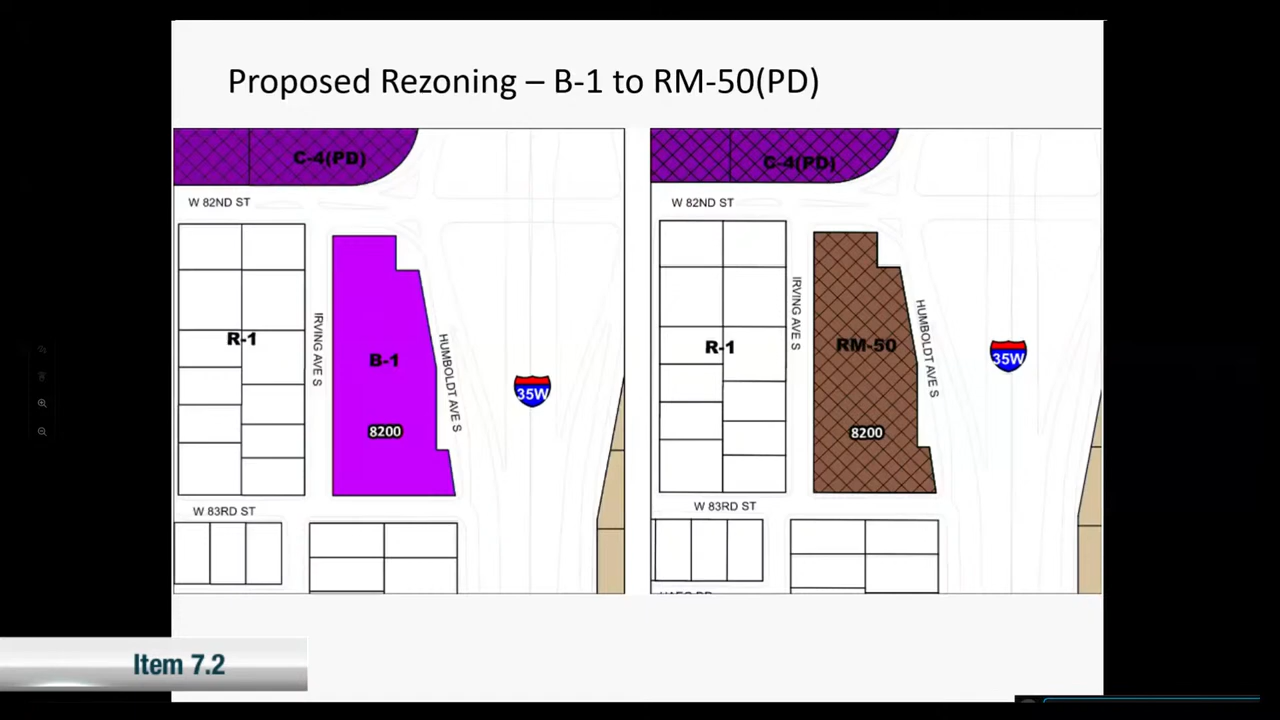 Proposed Rezoning – B-1 to RM-50(PD)
C-4(PD)
W 82ND ST
R-1
IRVING AVE S
B-1
HUMBOLDT AVE S
35W
8200
W 83RD ST
C-4(PD)
W 82ND ST
R-1
IRVING AVE S
RM-50
HUMBOLDT AVE S
35W
8200
W 83RD ST
Item 7.2